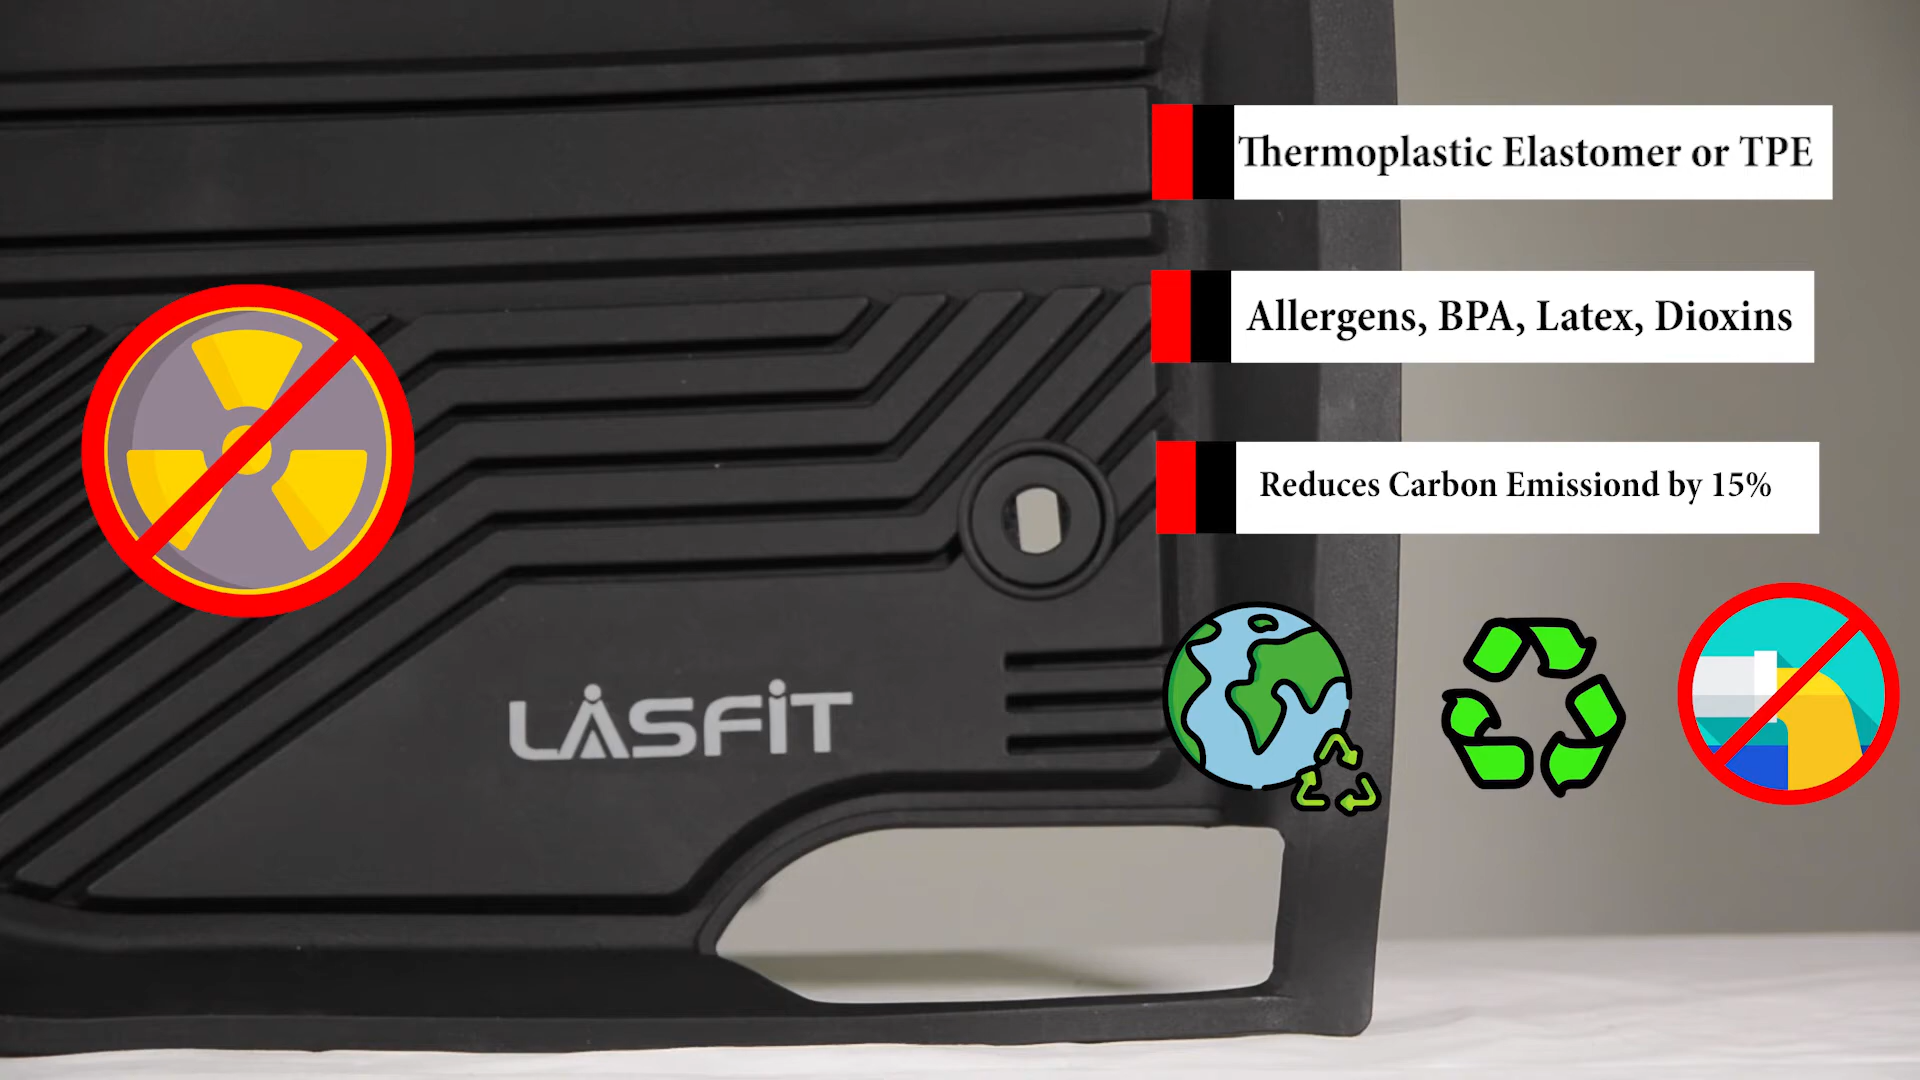 Thermoplastic Elastomer or TPE
Allergens, BPA, Latex, Dioxins
Reduces Carbon Emissiond by 15%
LASFIT